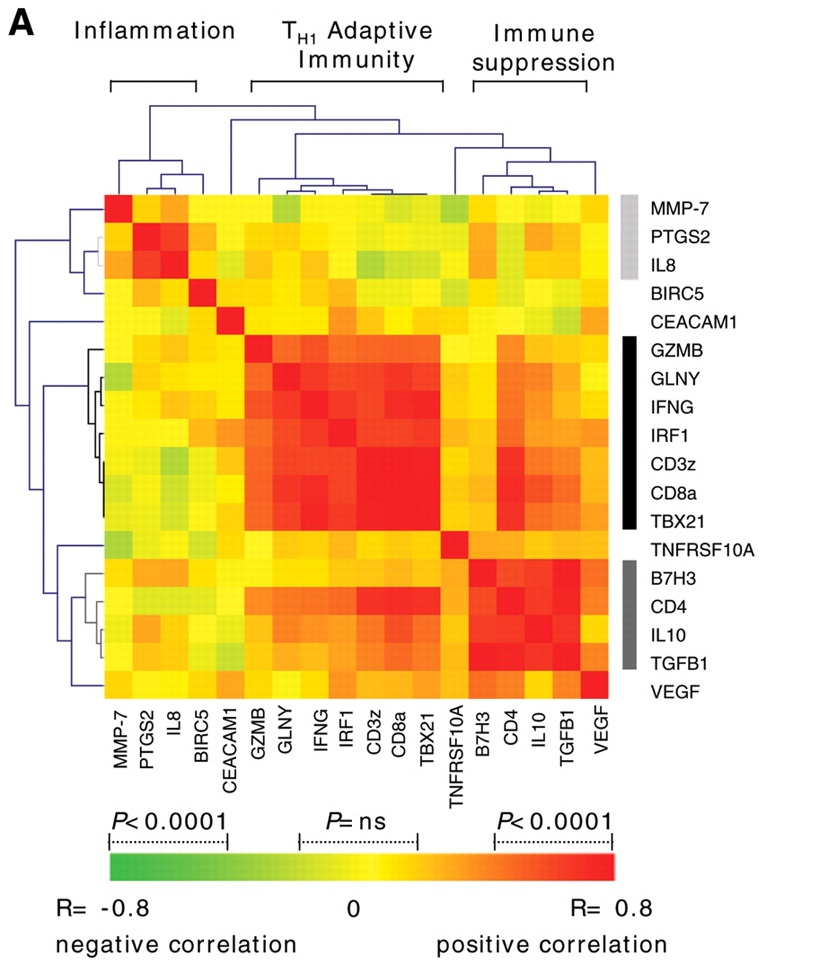 A
Inflammation
TH1 Adaptive
Immunity
Immune
suppression
MMP-7
PTGS2
IL8
BIRC5
CEACAM1
GZMB
GLNY
IFNG
IRF1
CD3z
CD8a
TBX21
TNFRSF10A
B7H3
CD4
IL10
TGFB1
VEGF
MMP-7 PTGS2 IL8 BIRC5 CEACAM1 GZMB GLNY IFNG IRF1 CD3z CD8a TBX21 TNFRSF10A B7H3 CD4 IL10 TGFB1 VEGF
P< 0.0001 P= ns P< 0.0001
R= -0.8 0 R= 0.8
negative correlation positive correlation